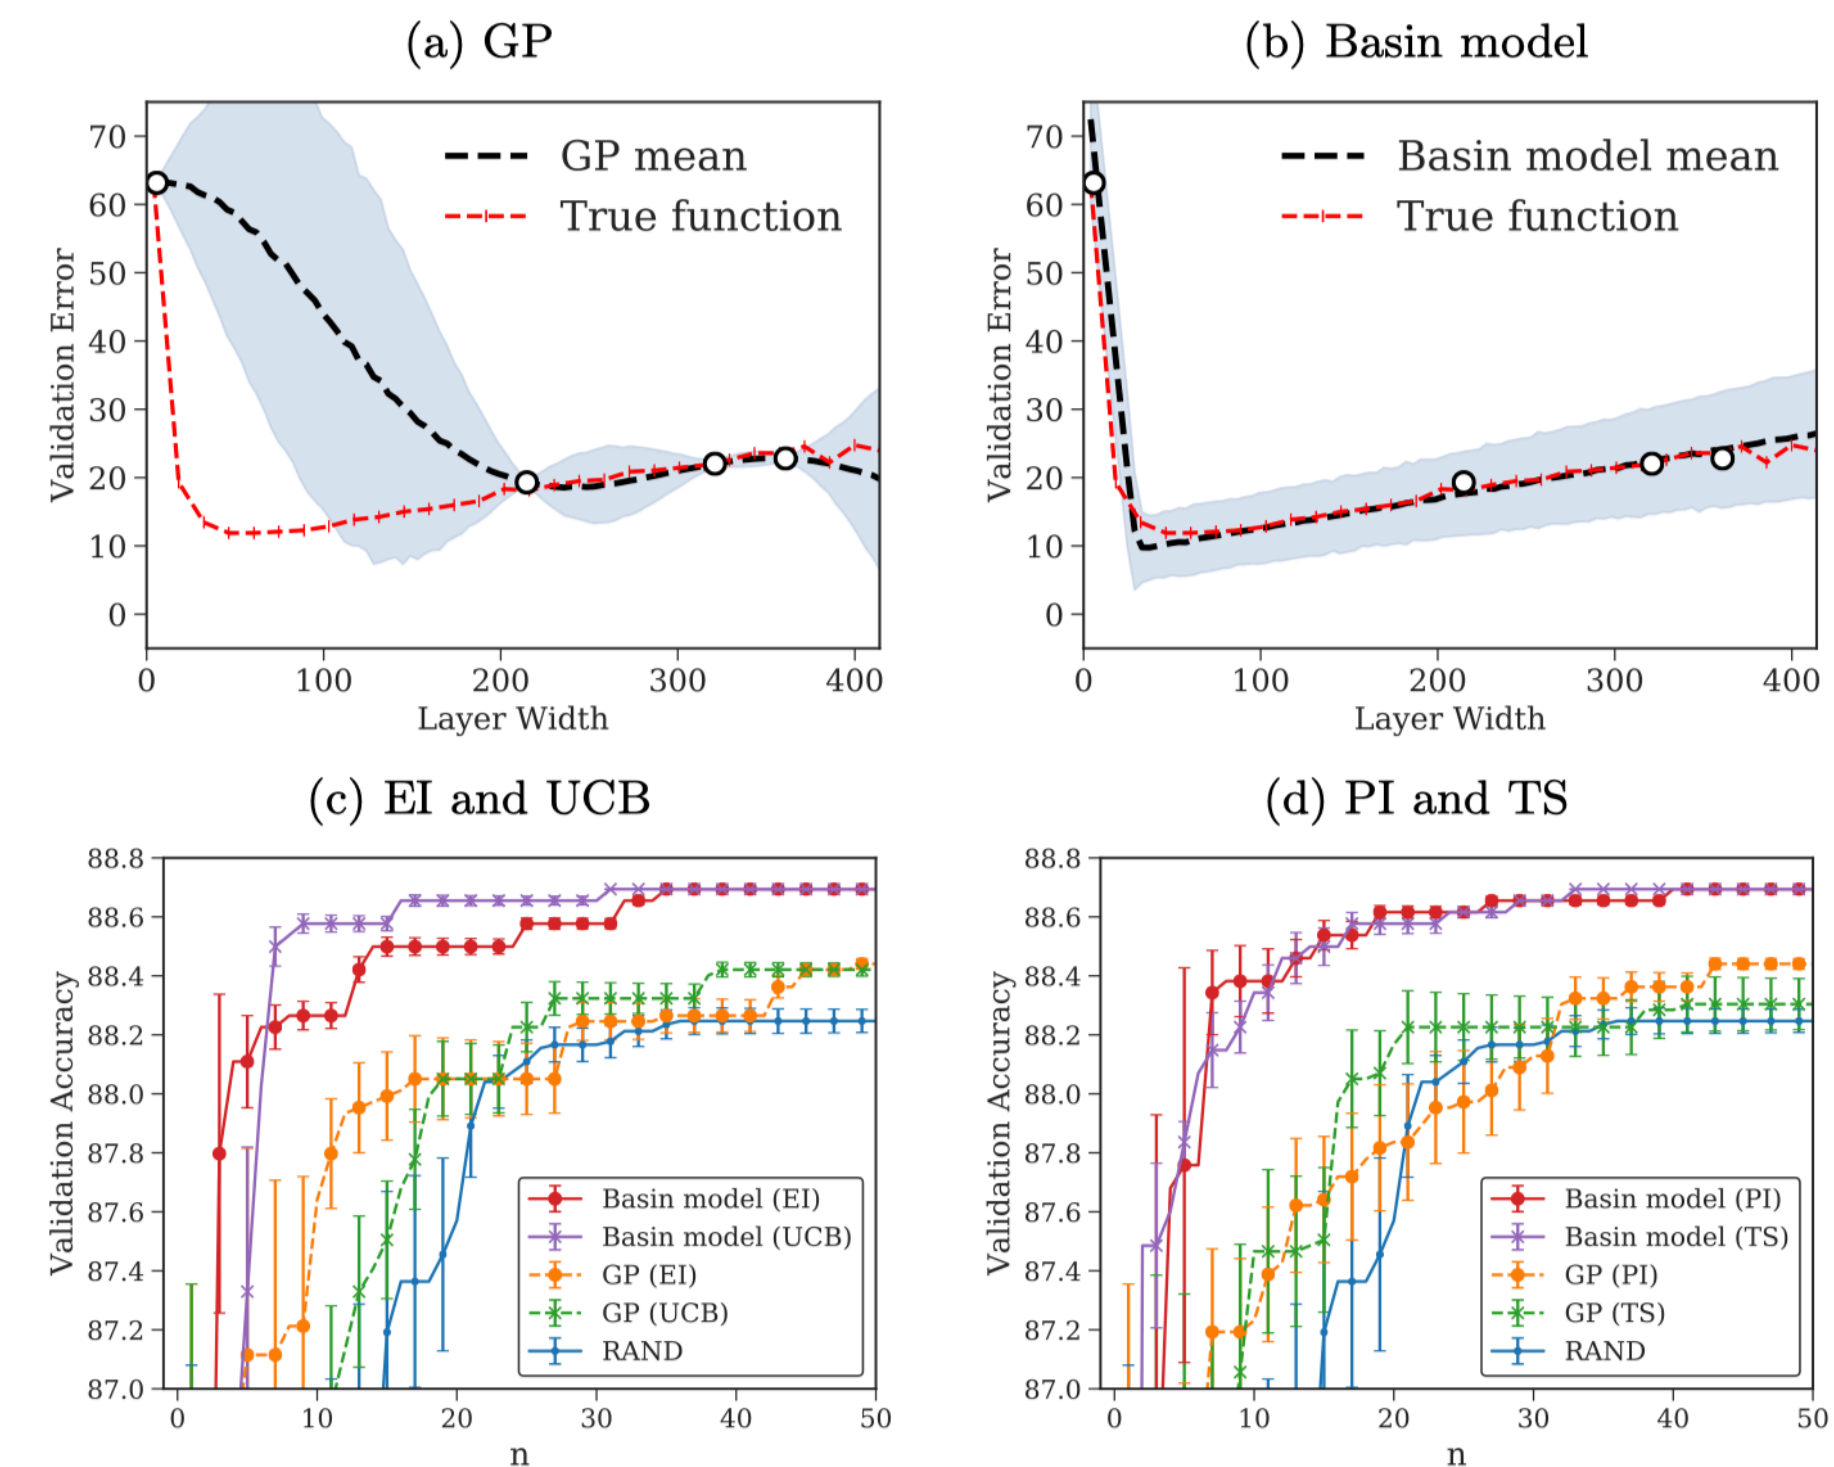 (a) GP
(b) Basin model
70
60
50
40
30
20
10
0
Validation Error
GP mean
True function
0 100 200 300 400
Layer Width
70
60
50
40
30
20
10
0
Validation Error
Basin model mean
True function
0 100 200 300 400
Layer Width
(c) EI and UCB
(d) PI and TS
88.8
88.6
88.4
88.2
88.0
87.8
87.6
87.4
87.2
87.0
Validation Accuracy
Basin model (EI)
Basin model (UCB)
GP (EI)
GP (UCB)
RAND
0 10 20 30 40 50
n
88.8
88.6
88.4
88.2
88.0
87.8
87.6
87.4
87.2
87.0
Validation Accuracy
Basin model (PI)
Basin model (TS)
GP (PI)
GP (TS)
RAND
0 10 20 30 40 50
n